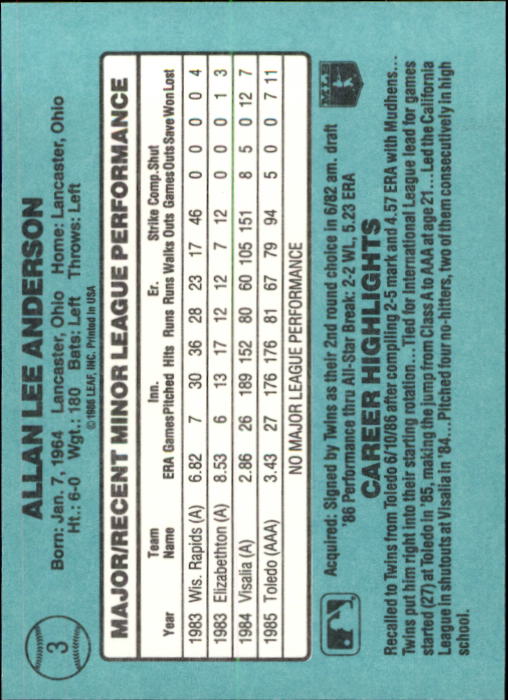 3
ALLAN LEE ANDERSON
Born: Jan. 7, 1964 Lancaster, Ohio Home: Lancaster, Ohio
Ht.: 6-0 Wgt.: 180 Bats: Left Throws: Left
©1986 LEAF, INC. Printed in USA
MAJOR/RECENT MINOR LEAGUE PERFORMANCE
Team Inn. Er. Strike Comp. Shut
Year Name ERA Games Pitched Hits Runs Runs Walks Outs Games Outs Save Won Lost
1983 Wis. Rapids (A) 6.82 7 30 36 28 23 17 46 0 0 0 0 4
1983 Elizabethton (A) 8.53 6 13 17 12 12 7 12 0 0 0 1 3
1984 Visalia (A) 2.86 26 189 152 80 60 105 151 8 5 0 12 7
1985 Toledo (AAA) 3.43 27 176 176 81 67 79 94 5 0 0 7 11
NO MAJOR LEAGUE PERFORMANCE
Acquired: Signed by Twins as their 2nd round choice in 6/82 am. draft
'86 Performance thru All-Star Break: 2-2 WL, 5.23 ERA
CAREER HIGHLIGHTS
Recalled to Twins from Toledo 6/10/86 after compiling 2-5 mark and 4.57 ERA with Mudhens...
Twins put him right into their starting rotation...Tied for International League lead for games
started (27) at Toledo in '85, making the jump from Class A to AAA at age 21...Led the California
League in shutouts at Visalia in '84...Pitched four no-hitters, two of them consecutively in high
school.